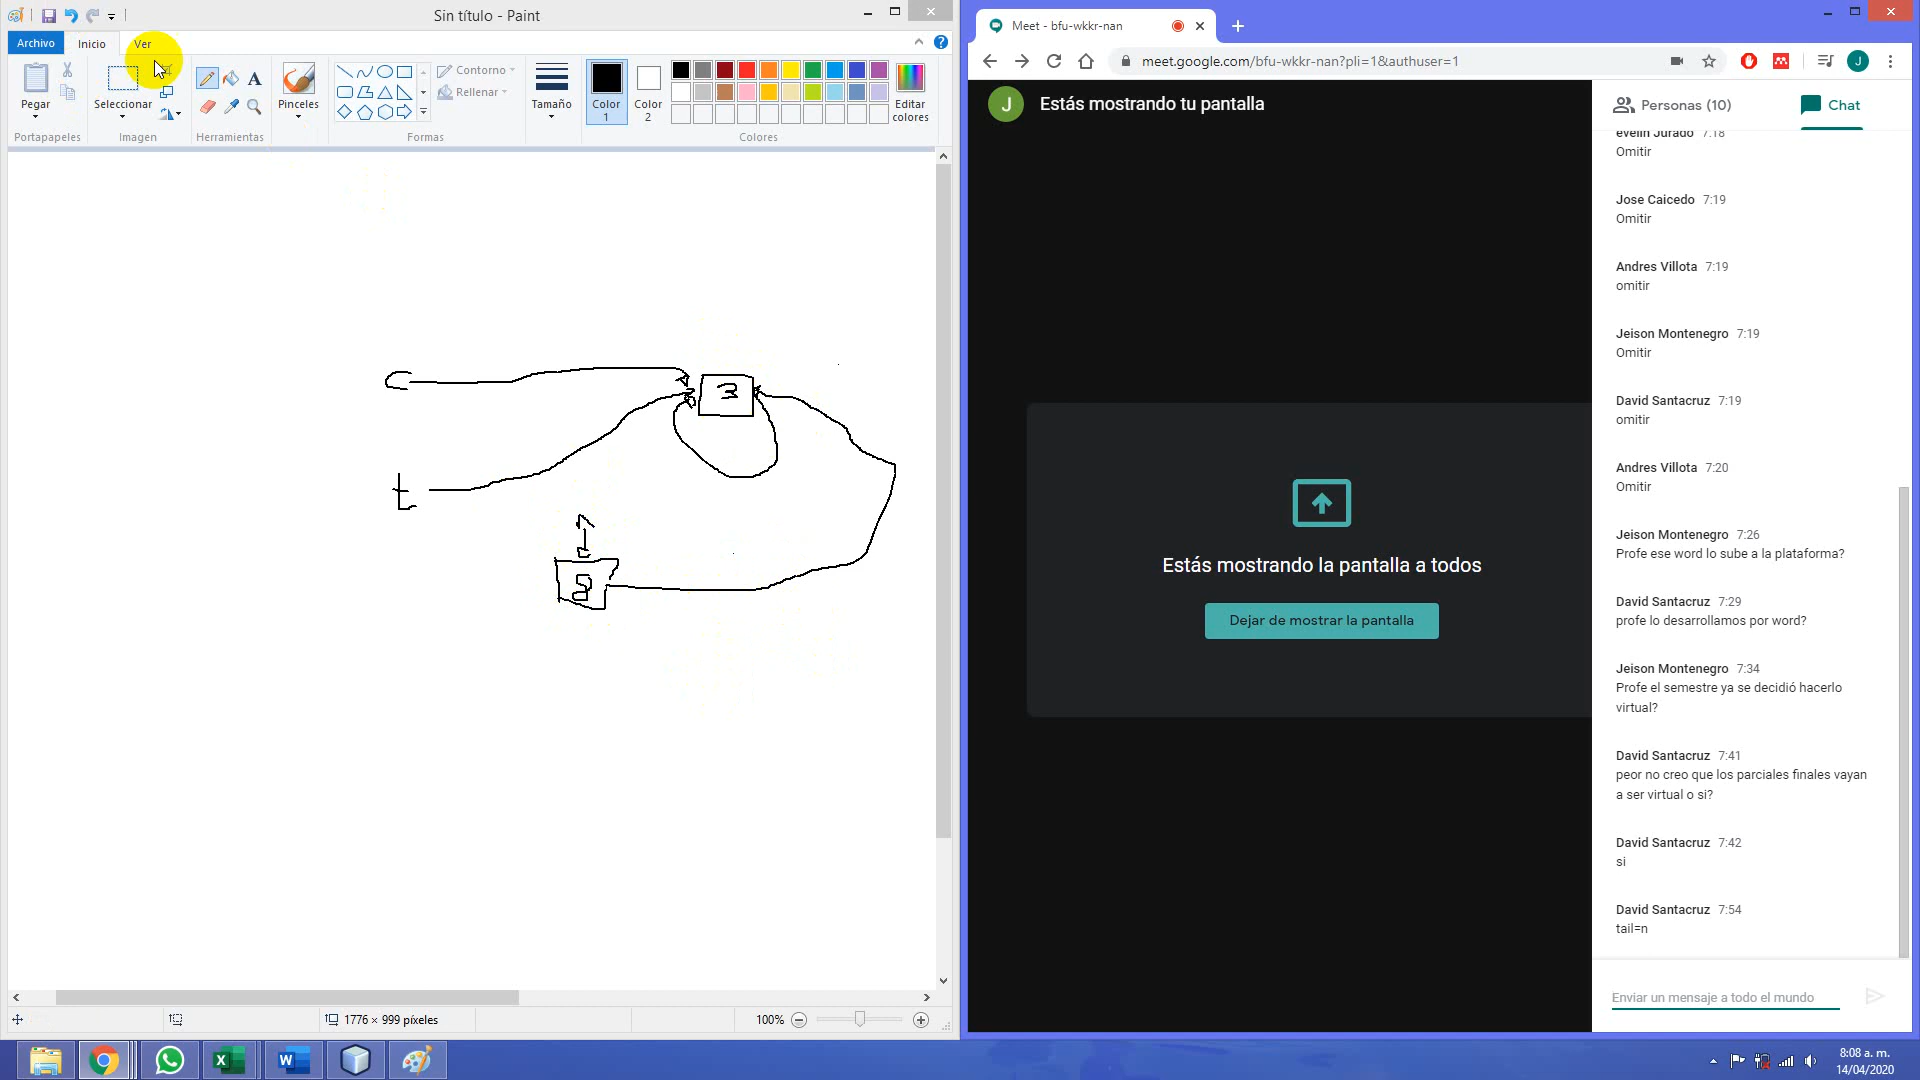 Sin título - Paint
Archivo
Inicio
Ver
Pegar
Seleccionar
Pinceles
Contorno
Rellenar
Tamaño
Color 1
Color 2
Editar colores
Portapapeles
Imagen
Herramientas
Formas
Colores
c
3
t
2
100%
1776 × 999 píxeles
Meet - bfu-wkkr-nan
meet.google.com/bfu-wkkr-nan?pli=1&authuser=1
J
J
Estás mostrando tu pantalla
Estás mostrando la pantalla a todos
Dejar de mostrar la pantalla
Personas (10)
Chat
evelin Jurado 7:18
Omitir
Jose Caicedo 7:19
Omitir
Andres Villota 7:19
omitir
Jeison Montenegro 7:19
Omitir
David Santacruz 7:19
omitir
Andres Villota 7:20
Omitir
Jeison Montenegro 7:26
Profe ese word lo sube a la plataforma?
David Santacruz 7:29
profe lo desarrollamos por word?
Jeison Montenegro 7:34
Profe el semestre ya se decidió hacerlo
virtual?
David Santacruz 7:41
peor no creo que los parciales finales vayan
a ser virtual o si?
David Santacruz 7:42
si
David Santacruz 7:54
tail=n
Enviar un mensaje a todo el mundo
8:08 a. m.
14/04/2020